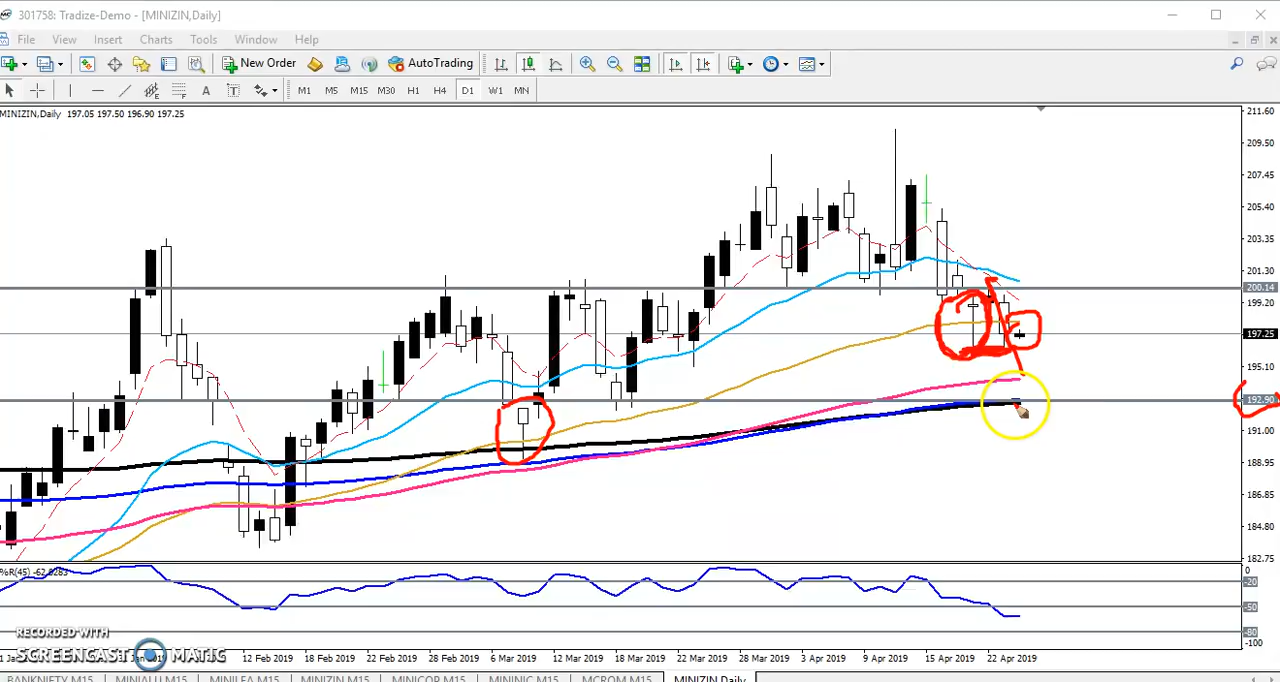 301758: Tradize-Demo - [MINIZIN,Daily]
File View Insert Charts Tools Window Help
New Order AutoTrading
A T M1 M5 M15 M30 H1 H4 D1 W1 MN
MINIZIN,Daily 197.05 197.50 196.90 197.25
211.60
209.50
207.45
205.40
203.35
201.30
200.14
199.20
197.25
195.10
192.90
191.00
188.95
186.85
184.80
182.75
%R(45) -62.8283
0
-20
-50
-80
-100
RECORDED WITH
SCREENCAST MATIC
12 Feb 2019 18 Feb 2019 22 Feb 2019 28 Feb 2019 6 Mar 2019 12 Mar 2019 18 Mar 2019 22 Mar 2019 28 Mar 2019 3 Apr 2019 9 Apr 2019 15 Apr 2019 22 Apr 2019
BANKNIFTY M15 MINIALU M15 MINILEA M15 MINIZIN M15 MINICOP M15 MININIC M15 MCROM M15 MINIZIN,Daily